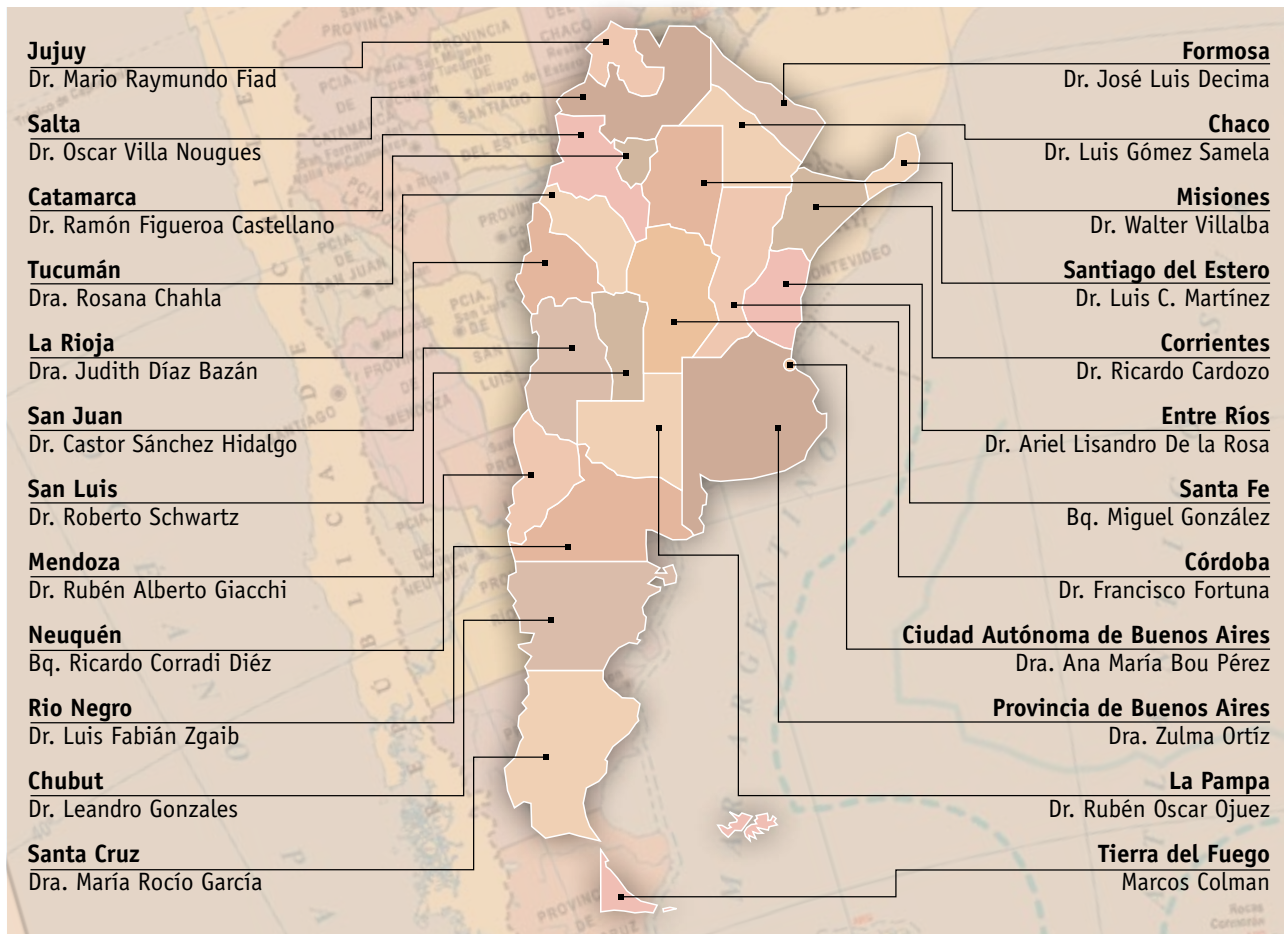 Jujuy
Dr. Mario Raymundo Fiad
Salta
Dr. Oscar Villa Nougues
Catamarca
Dr. Ramón Figueroa Castellano
Tucumán
Dra. Rosana Chahla
La Rioja
Dra. Judith Díaz Bazán
San Juan
Dr. Castor Sánchez Hidalgo
San Luis
Dr. Roberto Schwartz
Mendoza
Dr. Rubén Alberto Giacchi
Neuquén
Bq. Ricardo Corradi Diéz
Rio Negro
Dr. Luis Fabián Zgaib
Chubut
Dr. Leandro Gonzales
Santa Cruz
Dra. María Rocío García
Formosa
Dr. José Luis Decima
Chaco
Dr. Luis Gómez Samela
Misiones
Dr. Walter Villalba
Santiago del Estero
Dr. Luis C. Martínez
Corrientes
Dr. Ricardo Cardozo
Entre Ríos
Dr. Ariel Lisandro De la Rosa
Santa Fe
Bq. Miguel González
Córdoba
Dr. Francisco Fortuna
Ciudad Autónoma de Buenos Aires
Dra. Ana María Bou Pérez
Provincia de Buenos Aires
Dra. Zulma Ortíz
La Pampa
Dr. Rubén Oscar Ojuez
Tierra del Fuego
Marcos Colman